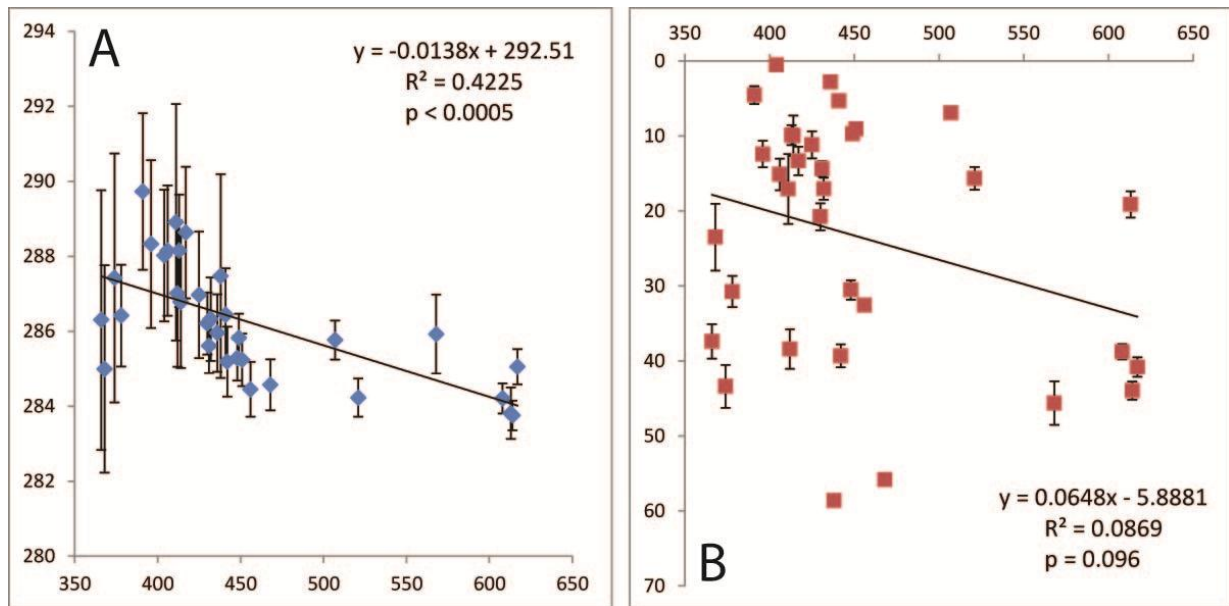 A
y = -0.0138x + 292.51
R² = 0.4225
p < 0.0005
294
292
290
288
286
284
282
280
350 400 450 500 550 600 650
350 400 450 500 550 600 650
0
10
20
30
40
50
60
70
y = 0.0648x - 5.8881
R² = 0.0869
p = 0.096
B